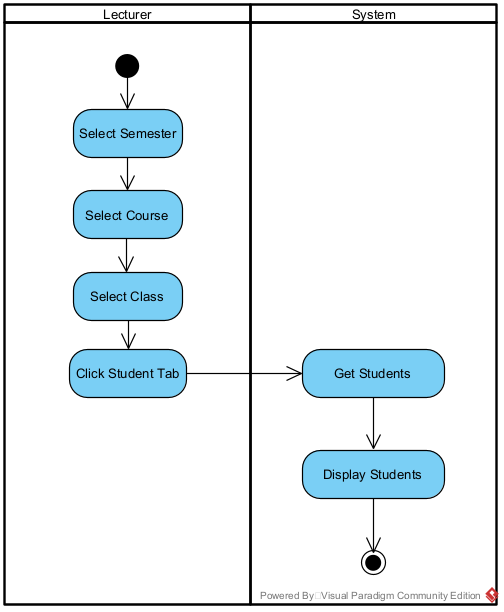 Lecturer
System
Select Semester
Select Course
Select Class
Click Student Tab
Get Students
Display Students
Powered By Visual Paradigm Community Edition